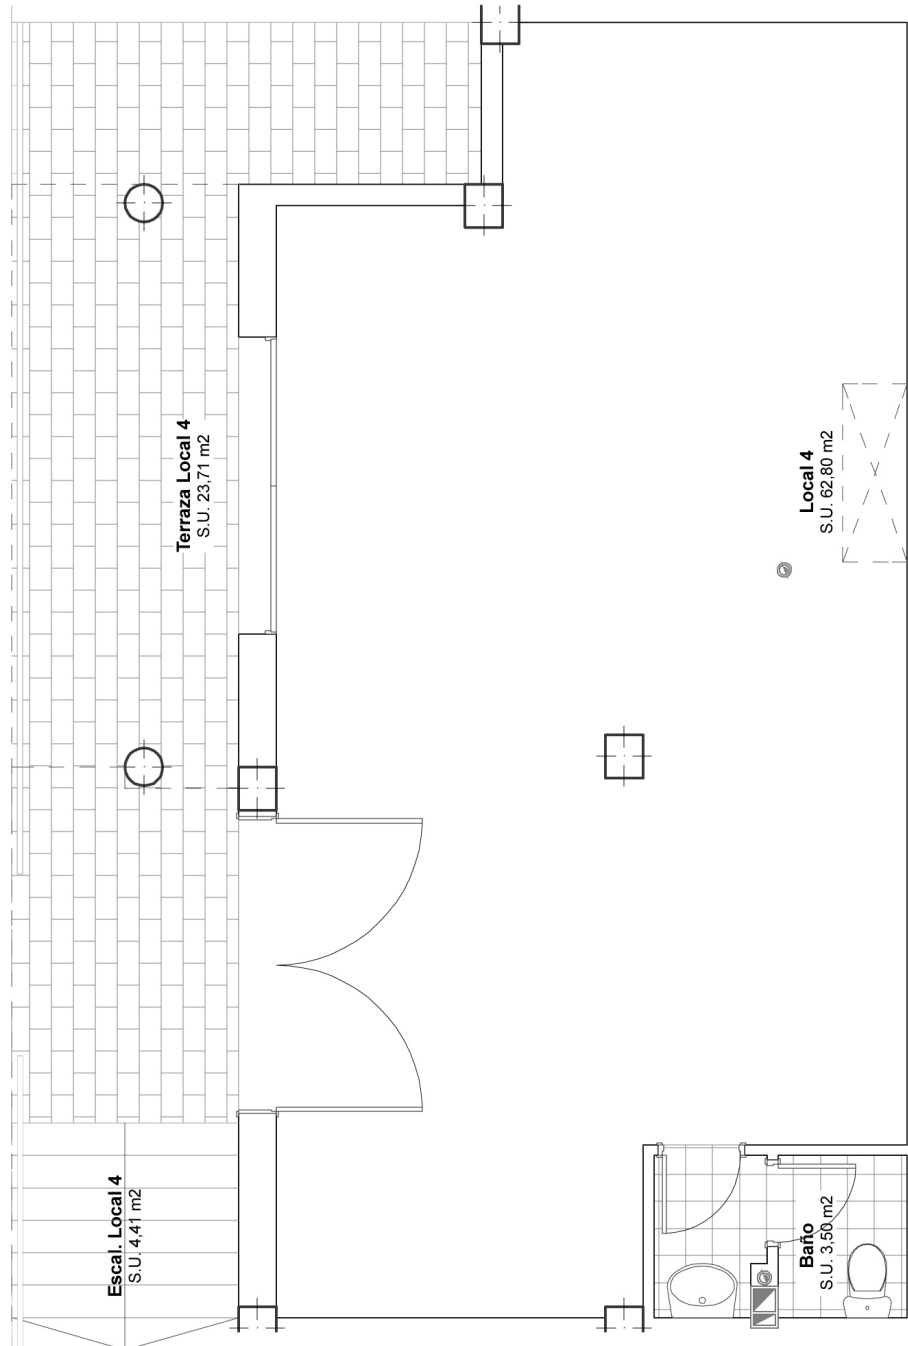 Terraza Local 4
S.U. 23,71 m2
Local 4
S.U. 62,80 m2
Escal. Local 4
S.U. 4,41 m2
Baño
S.U. 3,50 m2